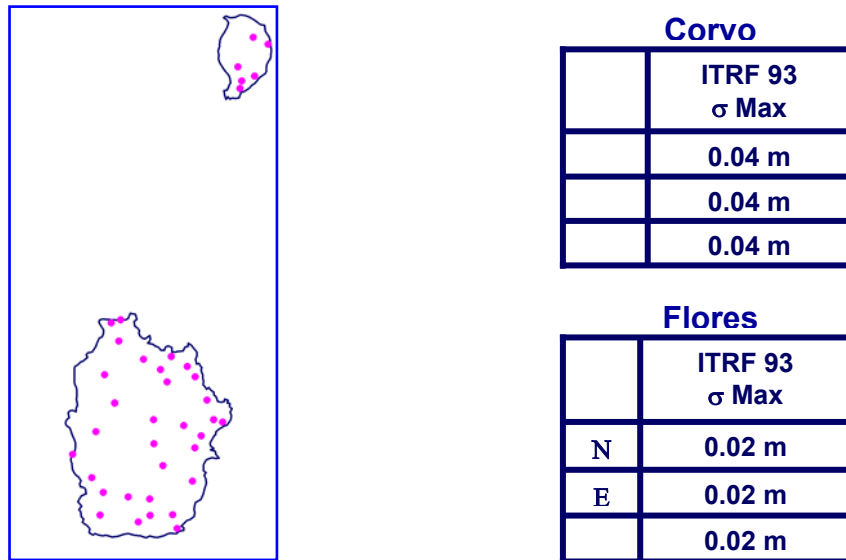 Corvo
ITRF 93
σ Max
0.04 m
0.04 m
0.04 m
Flores
ITRF 93
σ Max
N 0.02 m
E 0.02 m
0.02 m